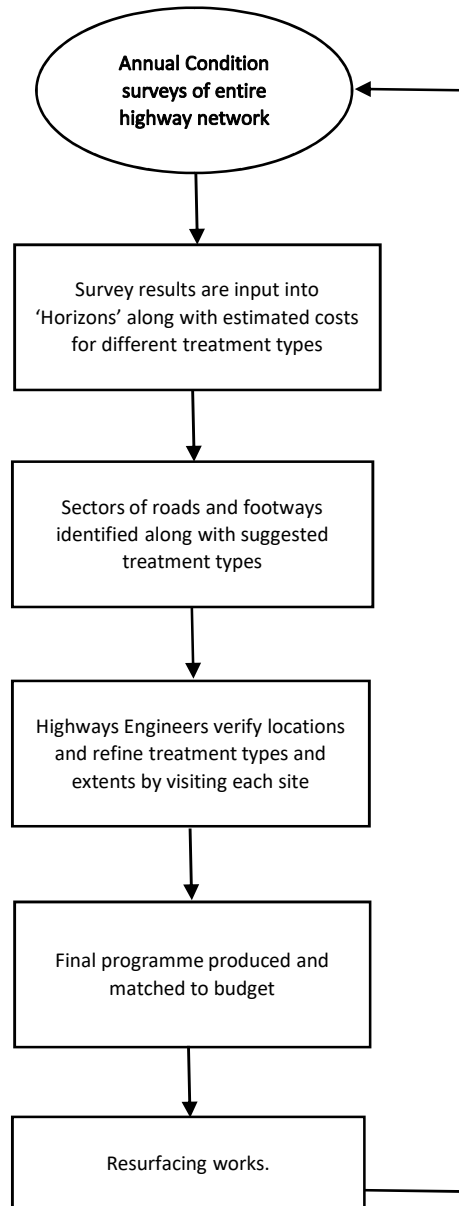 Annual Condition
surveys of entire
highway network
Survey results are input into
‘Horizons’ along with estimated costs
for different treatment types
Sectors of roads and footways
identified along with suggested
treatment types
Highways Engineers verify locations
and refine treatment types and
extents by visiting each site
Final programme produced and
matched to budget
Resurfacing works.